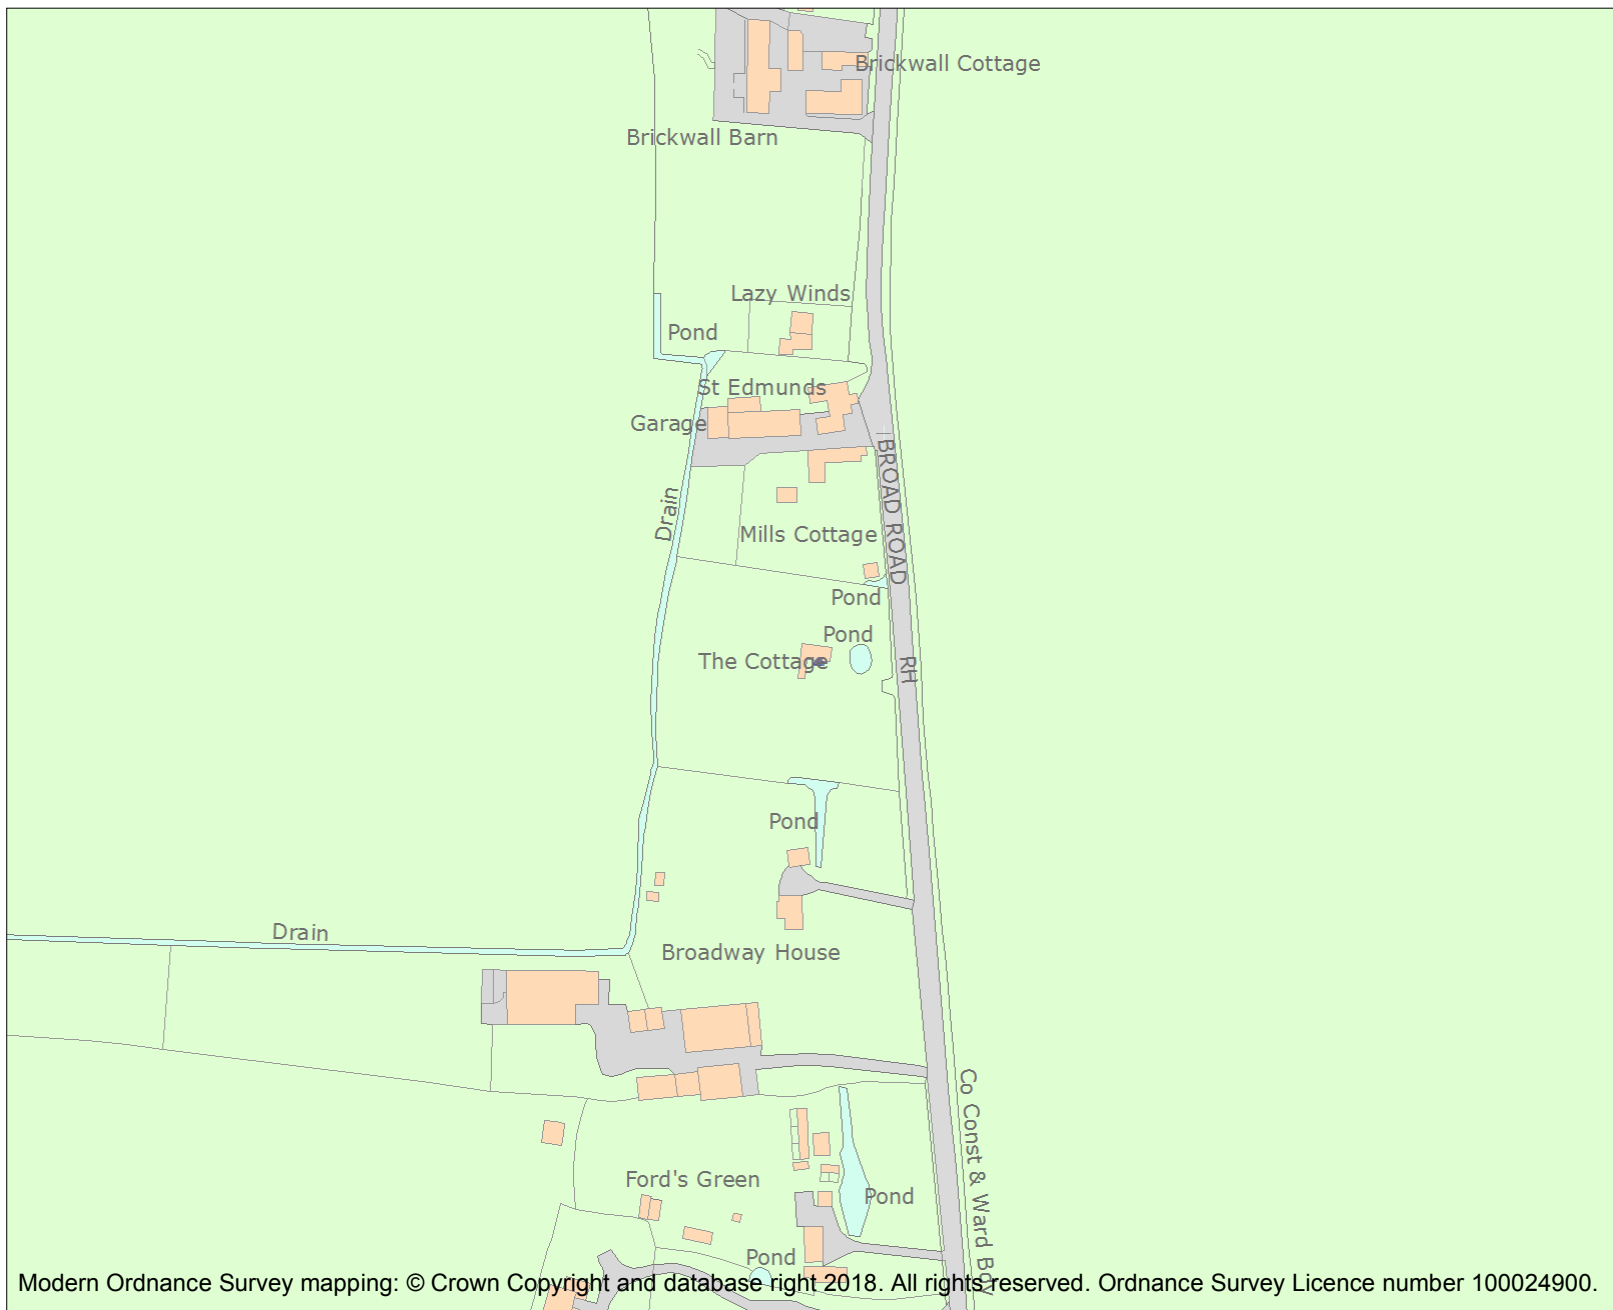 Brickwall Cottage
Brickwall Barn
Lazy Winds
Pond
St Edmunds
Garage
BROAD ROAD
Drain
Mills Cottage
Pond
Pond
The Cottage
RH
Pond
Drain
Broadway House
Co Const & Ward Bdy
Ford's Green
Pond
Pond
Modern Ordnance Survey mapping: © Crown Copyright and database right 2018. All rights reserved. Ordnance Survey Licence number 100024900.